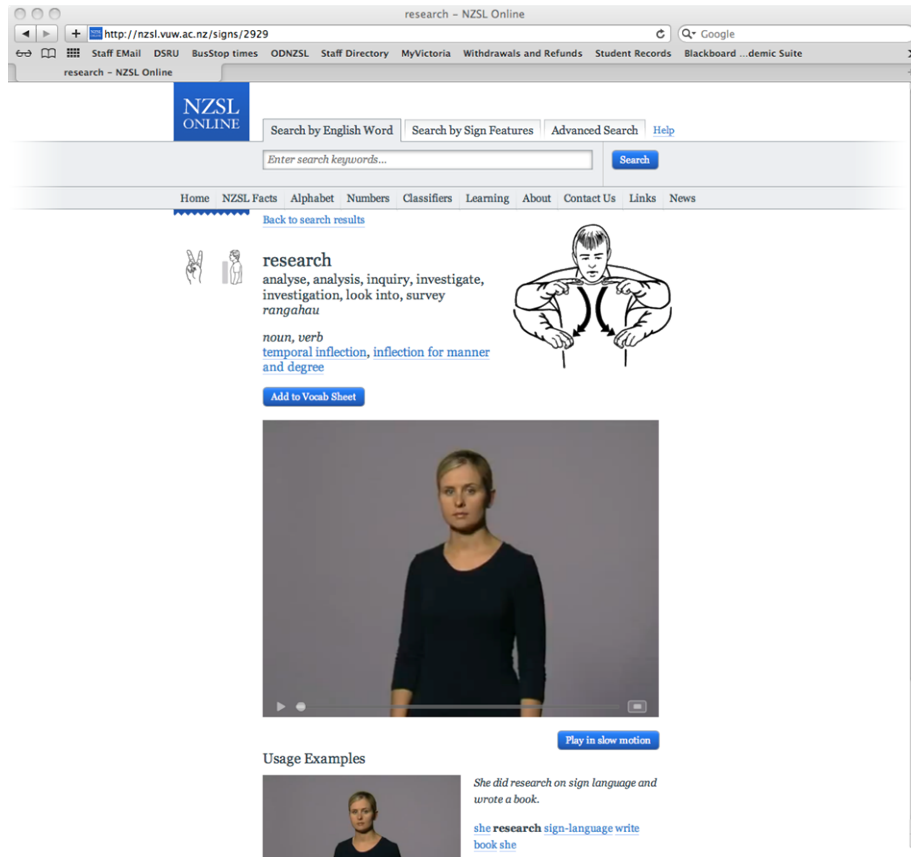 research – NZSL Online
http://nzsl.vuw.ac.nz/signs/2929
Google
Staff EMail DSRU BusStop times ODNZSL Staff Directory MyVictoria Withdrawals and Refunds Student Records Blackboard ...demic Suite
research – NZSL Online
NZSL
ONLINE
Search by English Word Search by Sign Features Advanced Search Help
Enter search keywords... Search
Home NZSL Facts Alphabet Numbers Classifiers Learning About Contact Us Links News
Back to search results
research
analyse, analysis, inquiry, investigate,
investigation, look into, survey
rangahau
noun, verb
temporal inflection, inflection for manner
and degree
Add to Vocab Sheet
Play in slow motion
Usage Examples
She did research on sign language and
wrote a book.
she research sign-language write
book she